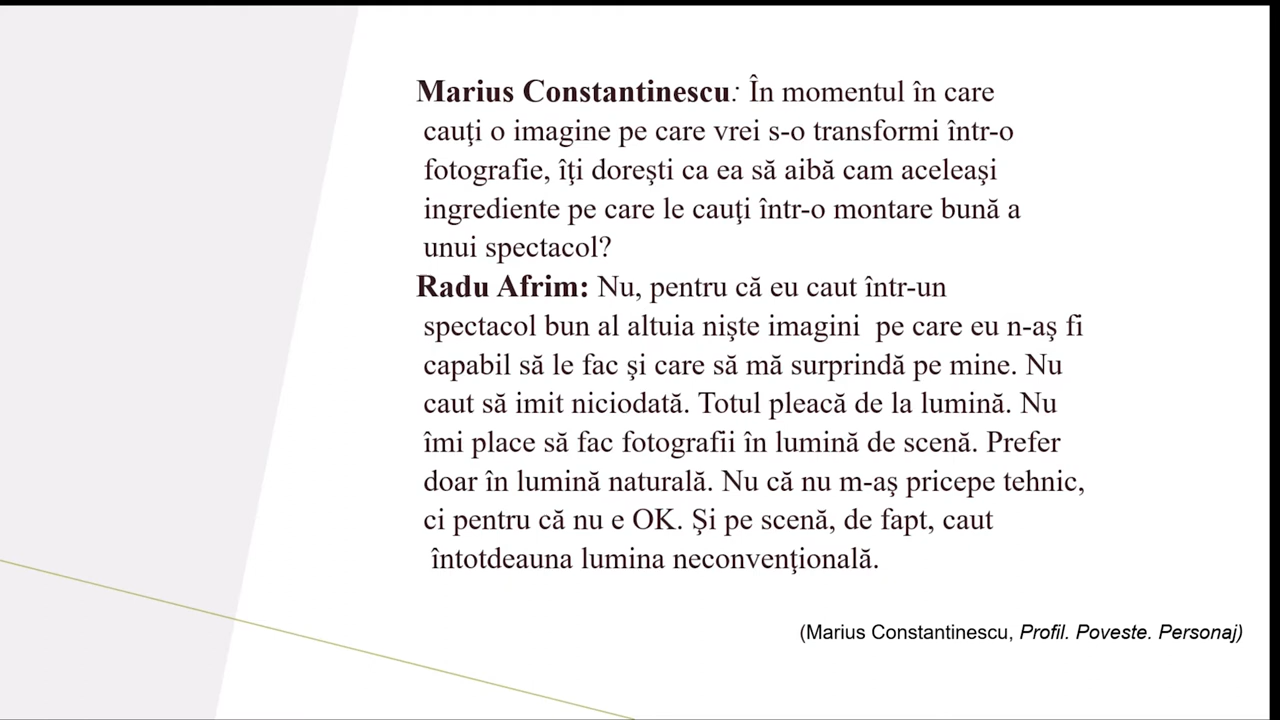 Marius Constantinescu: În momentul în care
cauţi o imagine pe care vrei s-o transformi într-o
fotografie, îţi doreşti ca ea să aibă cam aceleaşi
ingrediente pe care le cauţi într-o montare bună a
unui spectacol?
Radu Afrim: Nu, pentru că eu caut într-un
spectacol bun al altuia nişte imagini  pe care eu n-aş fi
capabil să le fac şi care să mă surprindă pe mine. Nu
caut să imit niciodată. Totul pleacă de la lumină. Nu
îmi place să fac fotografii în lumină de scenă. Prefer
doar în lumină naturală. Nu că nu m-aş pricepe tehnic,
ci pentru că nu e OK. Şi pe scenă, de fapt, caut
întotdeauna lumina neconvenţională.
(Marius Constantinescu, Profil. Poveste. Personaj)